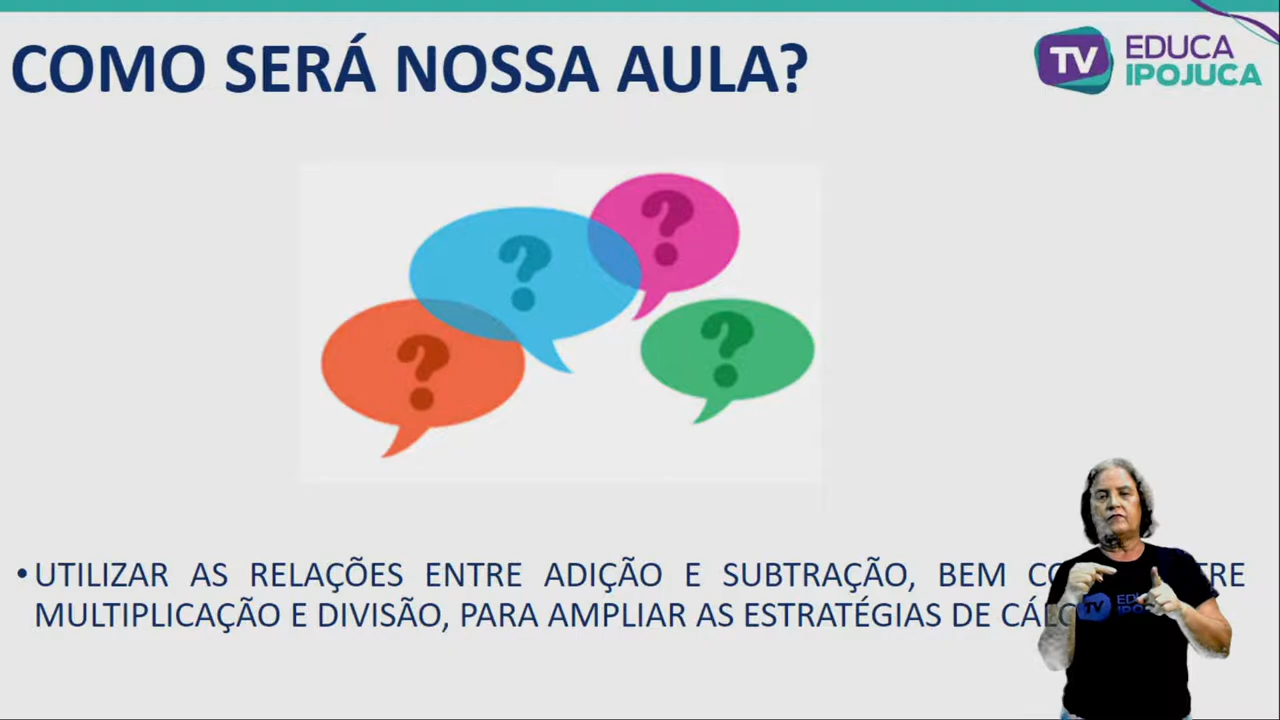 COMO SERÁ NOSSA AULA?
TV EDUCA
IPOJUCA
? ? ? ?
• UTILIZAR AS RELAÇÕES ENTRE ADIÇÃO E SUBTRAÇÃO, BEM
MULTIPLICAÇÃO E DIVISÃO, PARA AMPLIAR AS ESTRATÉGIAS DE
TV